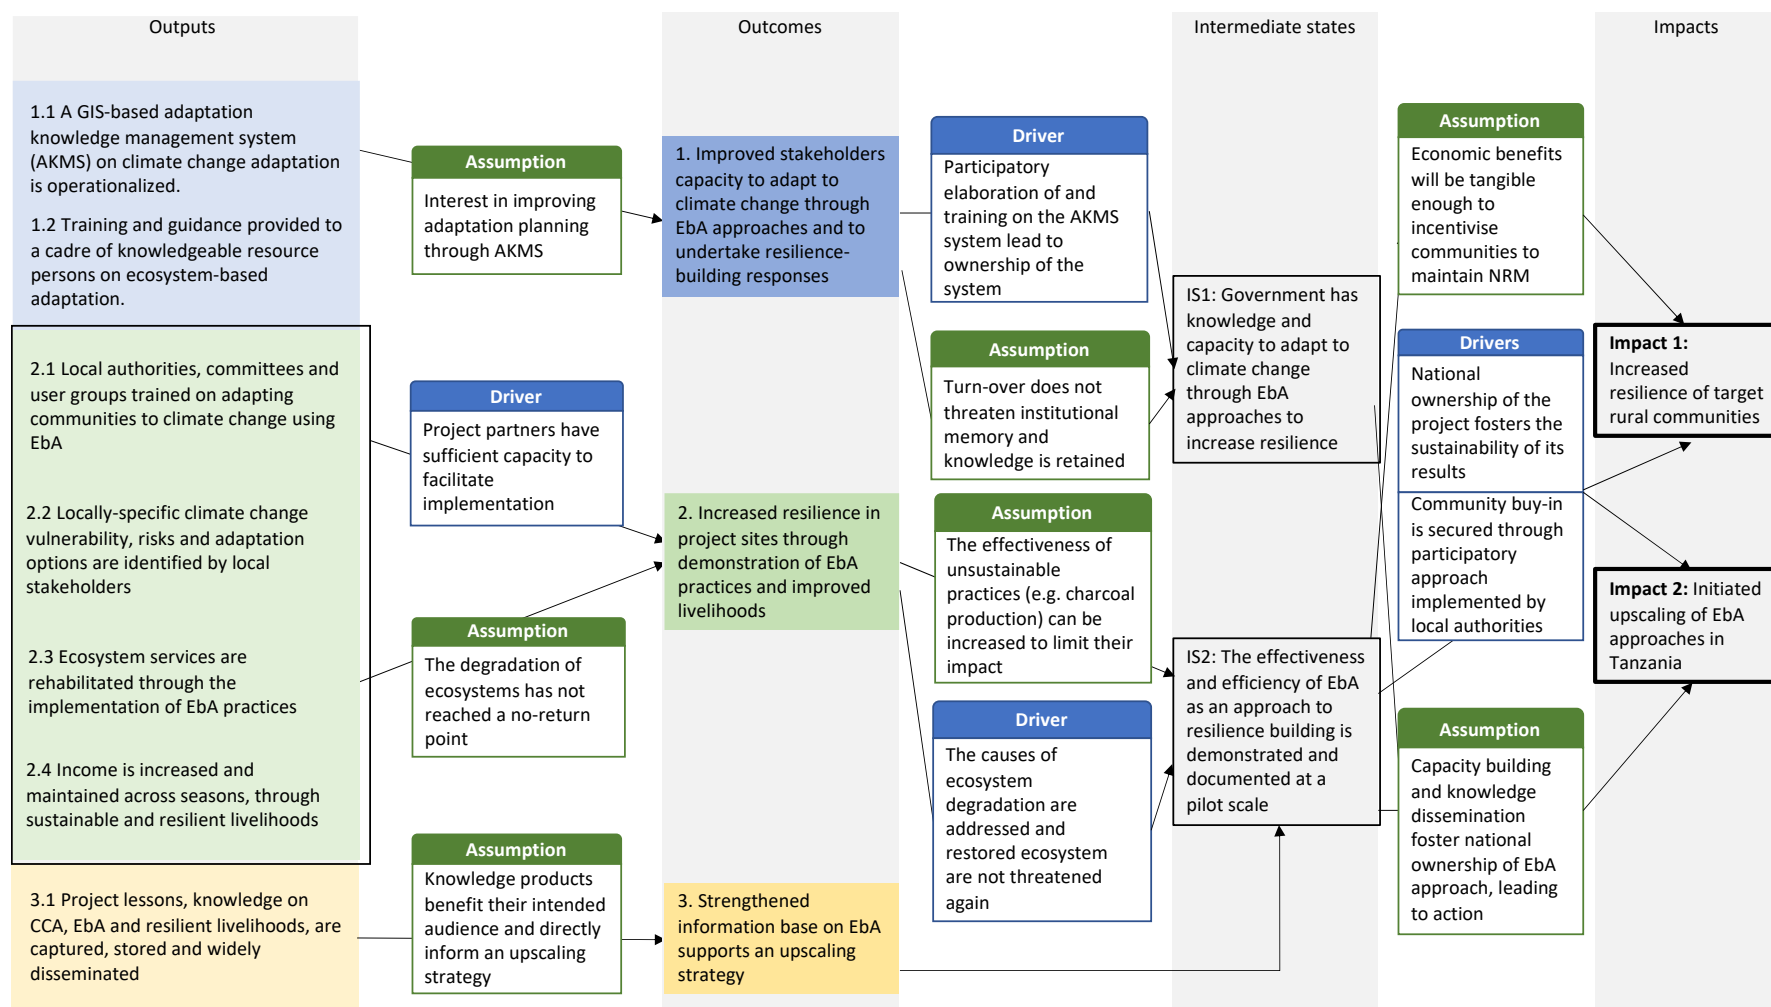 Outputs
Outcomes
Intermediate states
Impacts
1.1 A GIS-based adaptation
knowledge management system
(AKMS) on climate change adaptation
is operationalized.
1.2 Training and guidance provided to
a cadre of knowledgeable resource
persons on ecosystem-based
adaptation.
2.1 Local authorities, committees and
user groups trained on adapting
communities to climate change using
EbA
2.2 Locally-specific climate change
vulnerability, risks and adaptation
options are identified by local
stakeholders
2.3 Ecosystem services are
rehabilitated through the
implementation of EbA practices
2.4 Income is increased and
maintained across seasons, through
sustainable and resilient livelihoods
3.1 Project lessons, knowledge on
CCA, EbA and resilient livelihoods, are
captured, stored and widely
disseminated
Assumption
Interest in improving
adaptation planning
through AKMS
Driver
Project partners have
sufficient capacity to
facilitate
implementation
Assumption
The degradation of
ecosystems has not
reached a no-return
point
Assumption
Knowledge products
benefit their intended
audience and directly
inform an upscaling
strategy
1. Improved stakeholders
capacity to adapt to
climate change through
EbA approaches and to
undertake resilience-
building responses
2. Increased resilience in
project sites through
demonstration of EbA
practices and improved
livelihoods
3. Strengthened
information base on EbA
supports an upscaling
strategy
Driver
Participatory
elaboration of and
training on the AKMS
system lead to
ownership of the
system
Assumption
Turn-over does not
threaten institutional
memory and
knowledge is retained
Assumption
The effectiveness of
unsustainable
practices (e.g. charcoal
production) can be
increased to limit their
impact
Driver
The causes of
ecosystem
degradation are
addressed and
restored ecosystem
are not threatened
again
IS1: Government has
knowledge and
capacity to adapt to
climate change
through EbA
approaches to
increase resilience
IS2: The effectiveness
and efficiency of EbA
as an approach to
resilience building is
demonstrated and
documented at a
pilot scale
Assumption
Economic benefits
will be tangible
enough to
incentivise
communities to
maintain NRM
Drivers
National
ownership of the
project fosters the
sustainability of its
results
Community buy-in
is secured through
participatory
approach
implemented by
local authorities
Assumption
Capacity building
and knowledge
dissemination
foster national
ownership of EbA
approach, leading
to action
Impact 1:
Increased
resilience of target
rural communities
Impact 2: Initiated
upscaling of EbA
approaches in
Tanzania